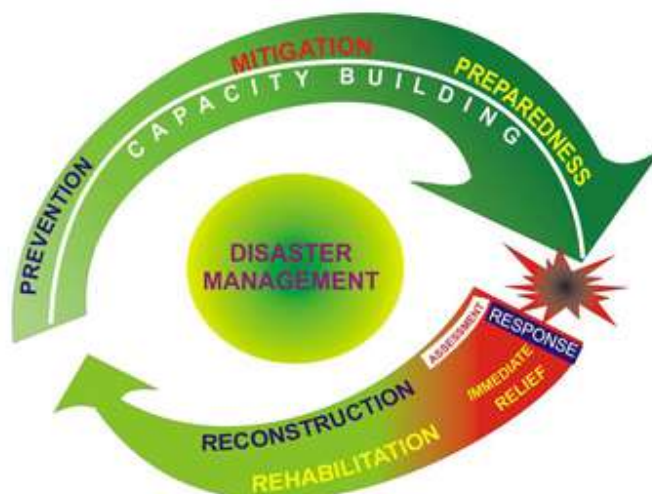 PREVENTION
MITIGATION
PREPAREDNESS
CAPACITY BUILDING
DISASTER
MANAGEMENT
ASSESSMENT
RESPONSE
IMMEDIATE
RELIEF
RECONSTRUCTION
REHABILITATION